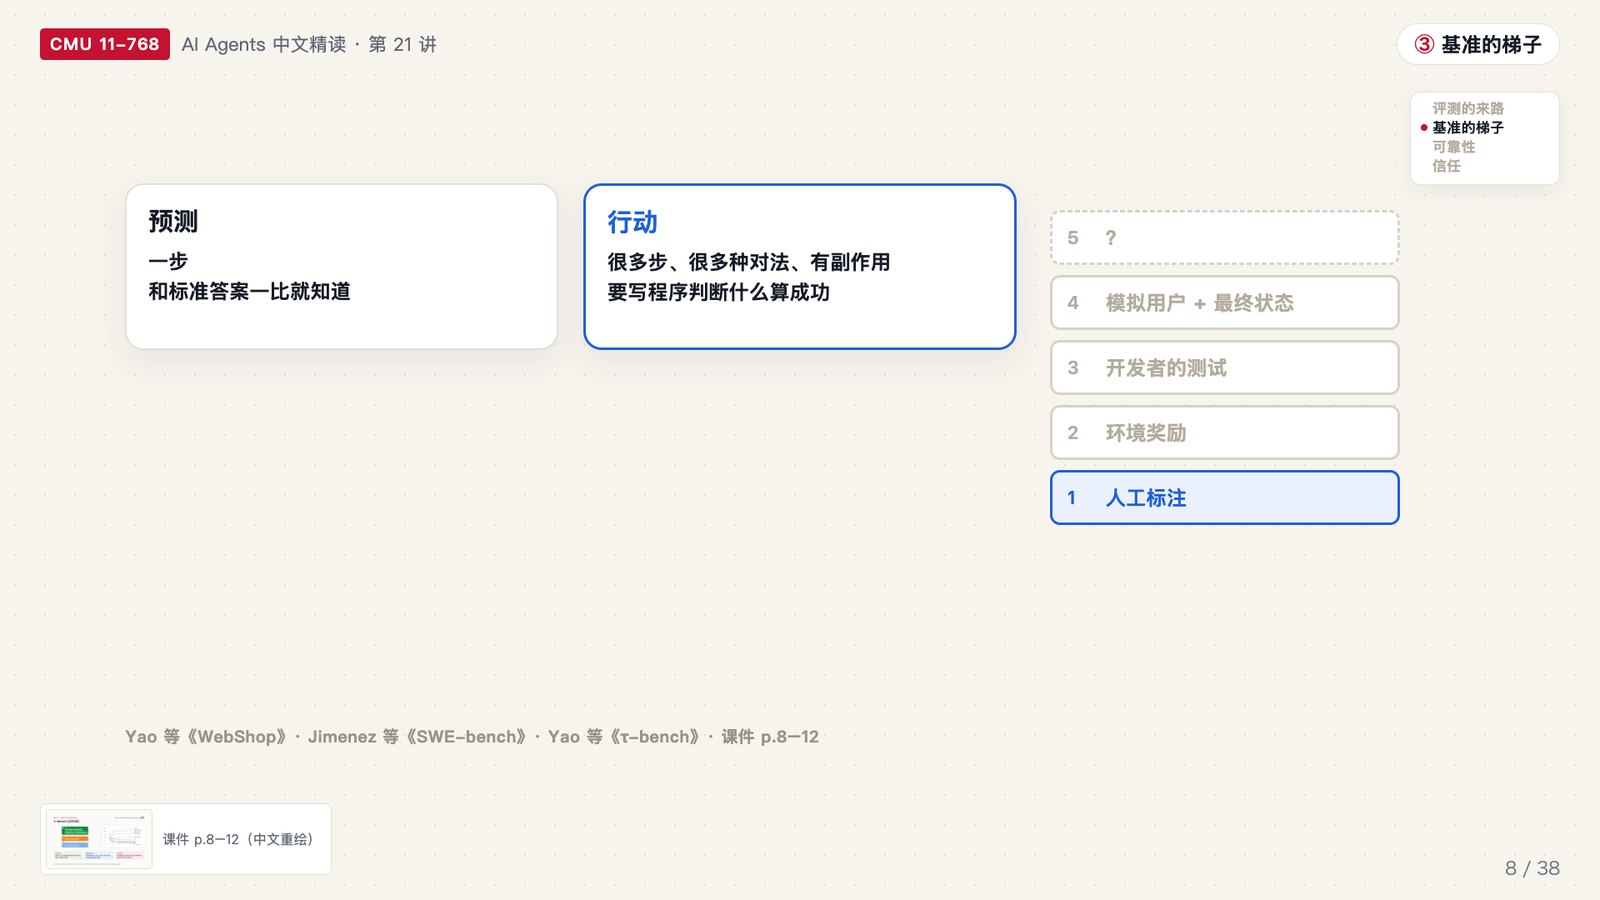 CMU 11-768 AI Agents 中文精读 · 第 21 讲
③ 基准的梯子
评测的来路
基准的梯子
可靠性
信任
预测
一步
和标准答案一比就知道
行动
很多步、很多种对法、有副作用
要写程序判断什么算成功
5 ?
4 模拟用户 + 最终状态
3 开发者的测试
2 环境奖励
1 人工标注
Yao 等《WebShop》· Jimenez 等《SWE-bench》· Yao 等《τ-bench》· 课件 p.8–12
课件 p.8–12（中文重绘）
8 / 38